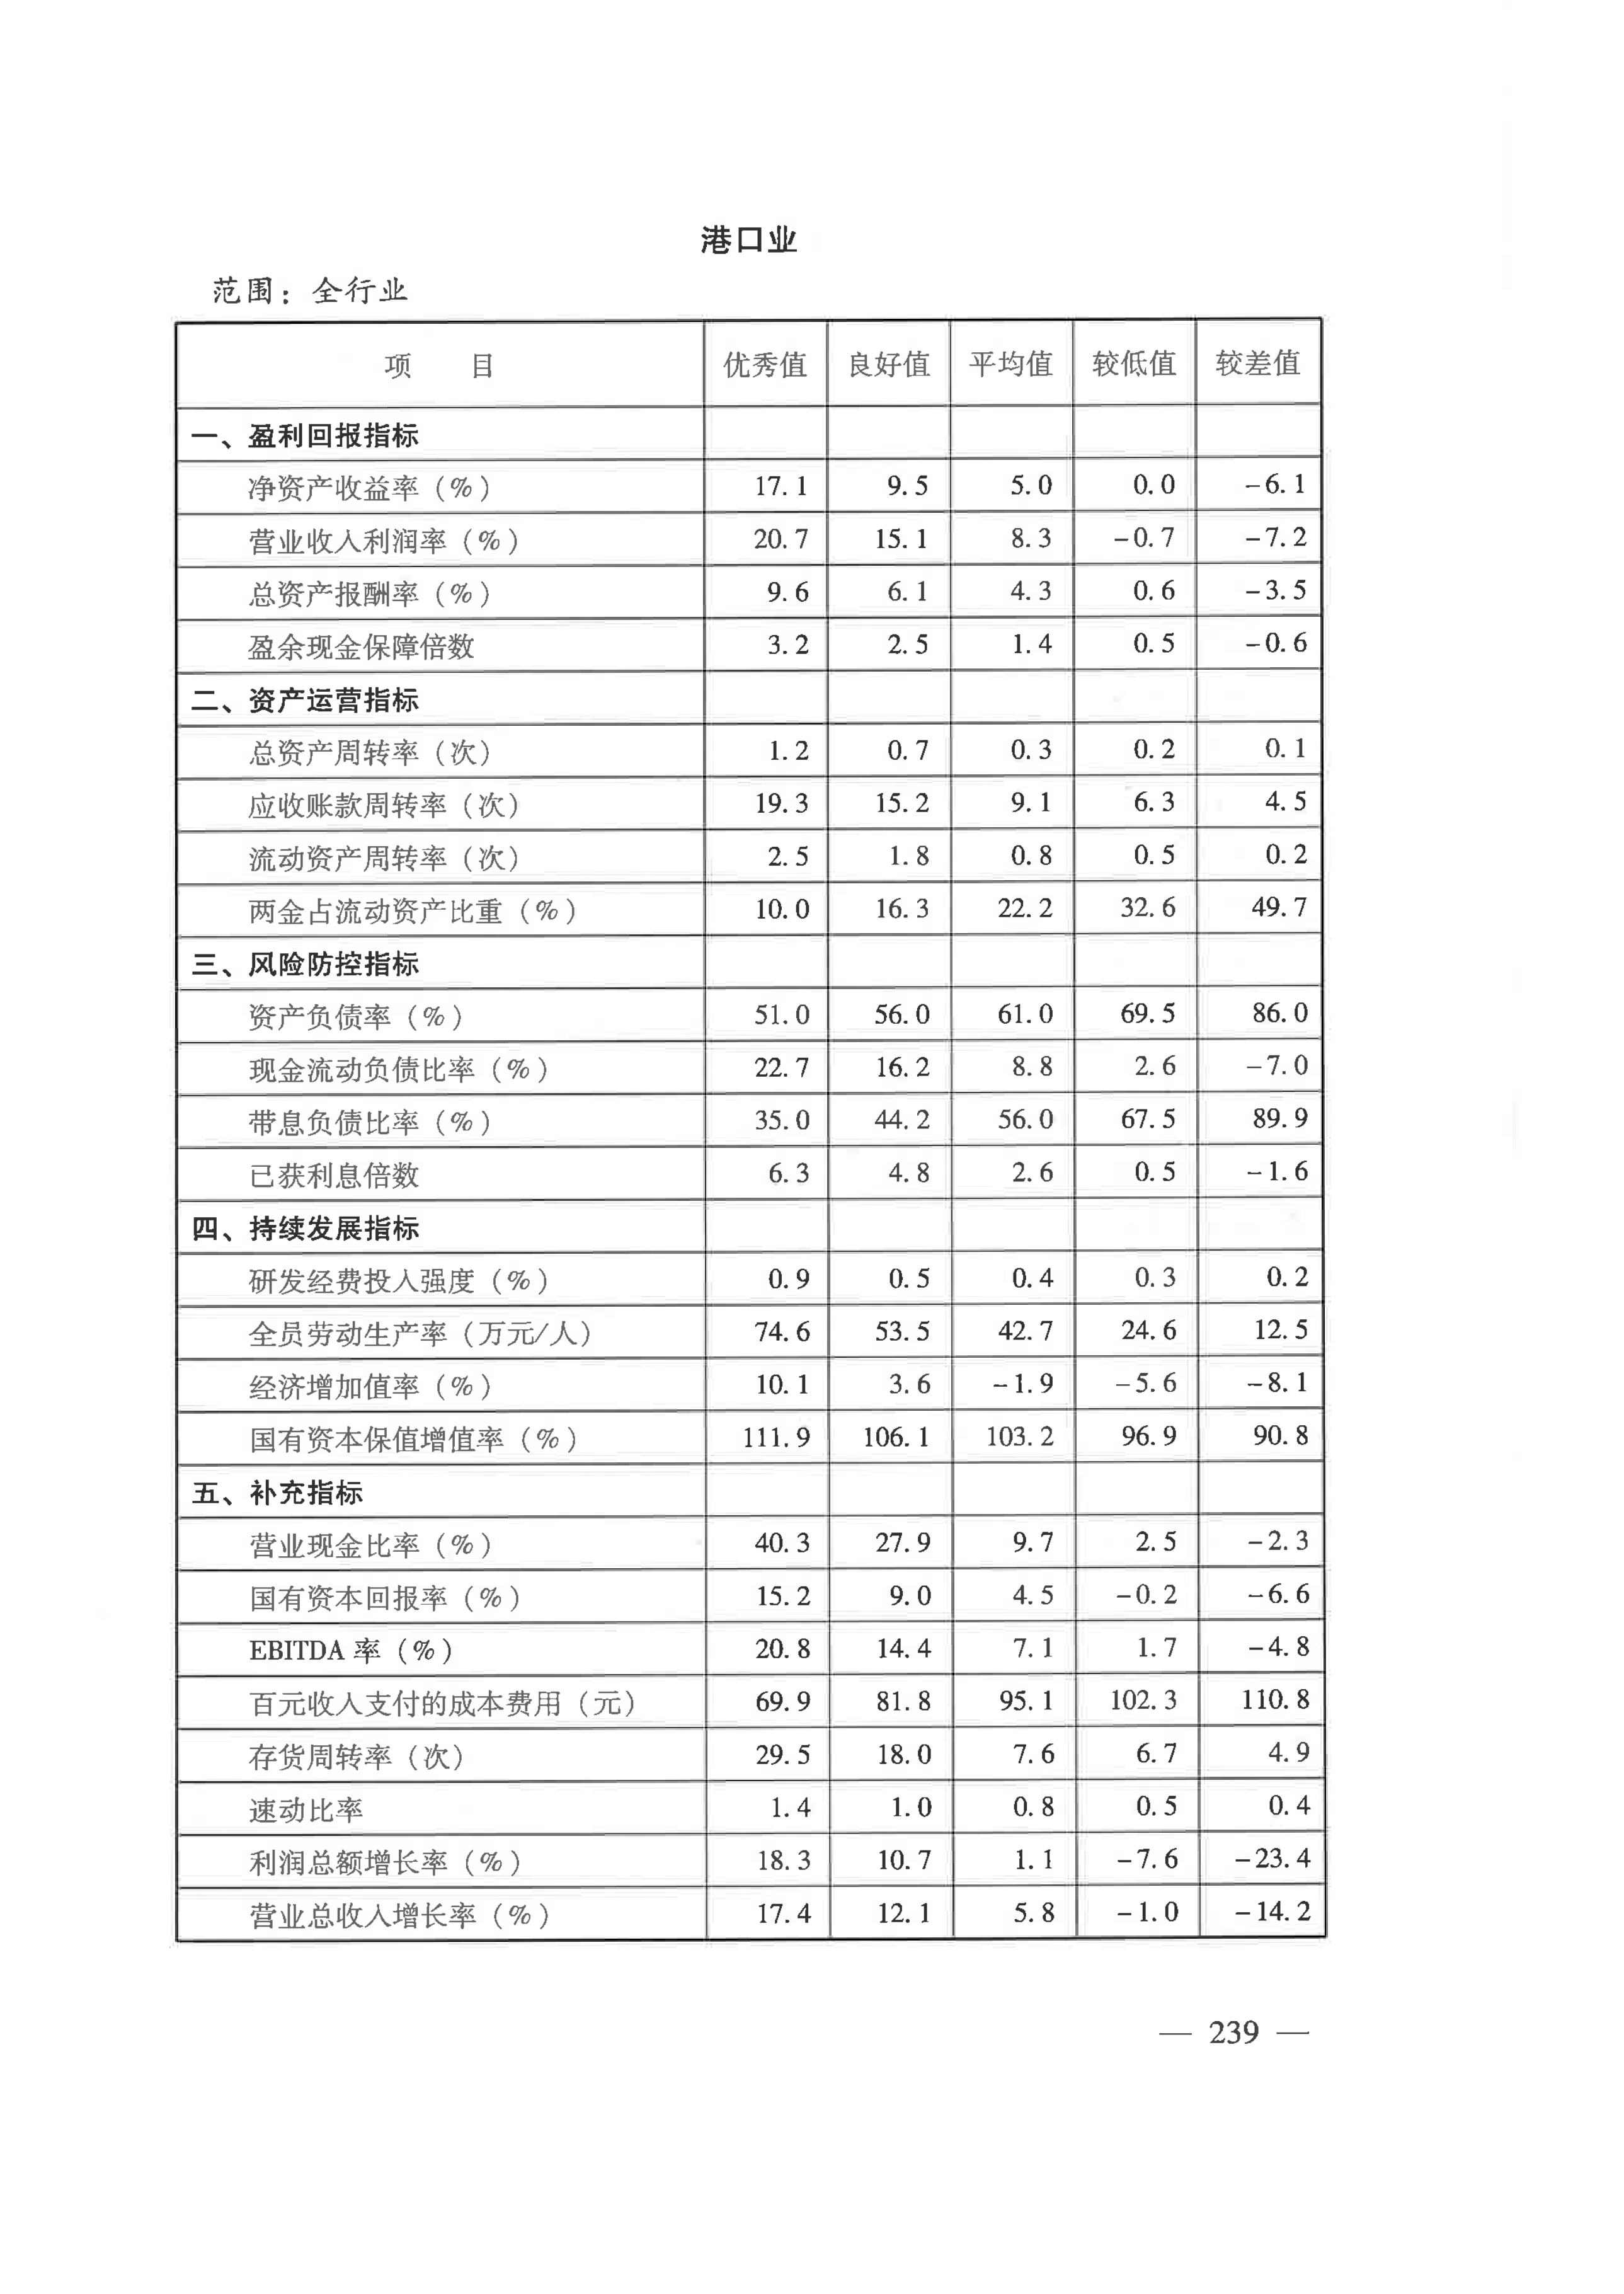 港口业
范围：全行业
项 目 优秀值 良好值 平均值 较低值 较差值
一、盈利回报指标
净资产收益率（%） 17.1 9.5 5.0 0.0 -6.1
营业收入利润率（%） 20.7 15.1 8.3 -0.7 -7.2
总资产报酬率（%） 9.6 6.1 4.3 0.6 -3.5
盈余现金保障倍数 3.2 2.5 1.4 0.5 -0.6
二、资产运营指标
总资产周转率（次） 1.2 0.7 0.3 0.2 0.1
应收账款周转率（次） 19.3 15.2 9.1 6.3 4.5
流动资产周转率（次） 2.5 1.8 0.8 0.5 0.2
两金占流动资产比重（%） 10.0 16.3 22.2 32.6 49.7
三、风险防控指标
资产负债率（%） 51.0 56.0 61.0 69.5 86.0
现金流动负债比率（%） 22.7 16.2 8.8 2.6 -7.0
带息负债比率（%） 35.0 44.2 56.0 67.5 89.9
已获利息倍数 6.3 4.8 2.6 0.5 -1.6
四、持续发展指标
研发经费投入强度（%） 0.9 0.5 0.4 0.3 0.2
全员劳动生产率（万元/人） 74.6 53.5 42.7 24.6 12.5
经济增加值率（%） 10.1 3.6 -1.9 -5.6 -8.1
国有资本保值增值率（%） 111.9 106.1 103.2 96.9 90.8
五、补充指标
营业现金比率（%） 40.3 27.9 9.7 2.5 -2.3
国有资本回报率（%） 15.2 9.0 4.5 -0.2 -6.6
EBITDA 率（%） 20.8 14.4 7.1 1.7 -4.8
百元收入支付的成本费用（元） 69.9 81.8 95.1 102.3 110.8
存货周转率（次） 29.5 18.0 7.6 6.7 4.9
速动比率 1.4 1.0 0.8 0.5 0.4
利润总额增长率（%） 18.3 10.7 1.1 -7.6 -23.4
营业总收入增长率（%） 17.4 12.1 5.8 -1.0 -14.2
— 239 —